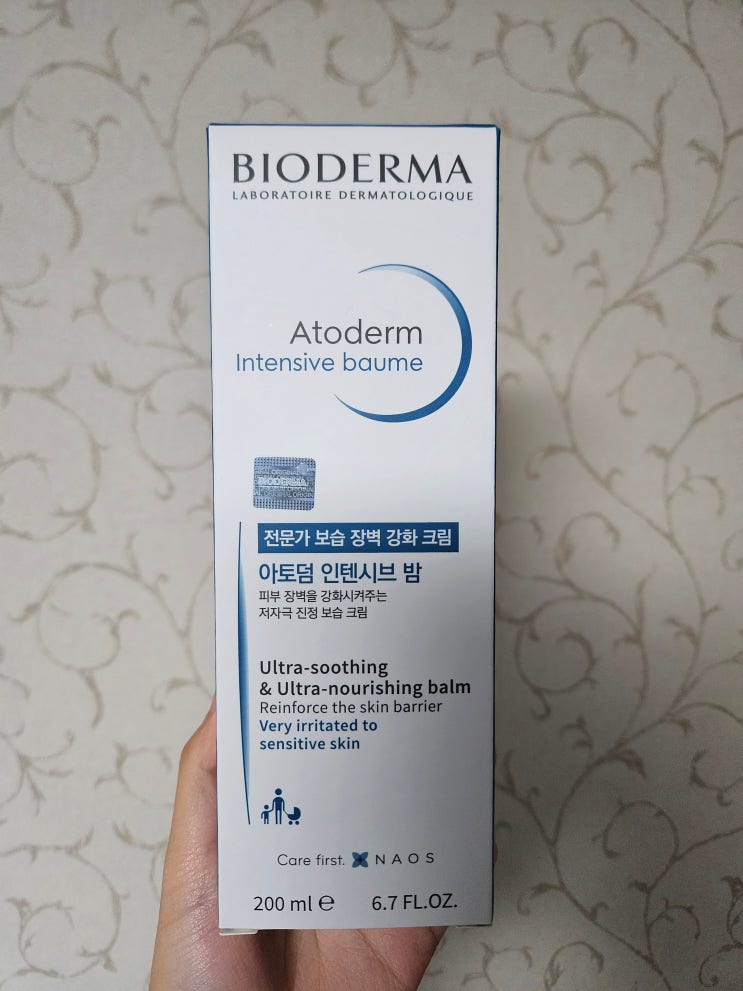 BIODERMA
LABORATOIRE DERMATOLOGIQUE
Atoderm
Intensive baume
ORIGINAL
BIODERMA
전문가 보습 장벽 강화 크림
아토덤 인텐시브 밤
피부 장벽을 강화시켜주는
저자극 진정 보습 크림
Ultra-soothing
& Ultra-nourishing balm
Reinforce the skin barrier
Very irritated to
sensitive skin
Care first. NAOS
200 ml ℮ 6.7 FL.OZ.